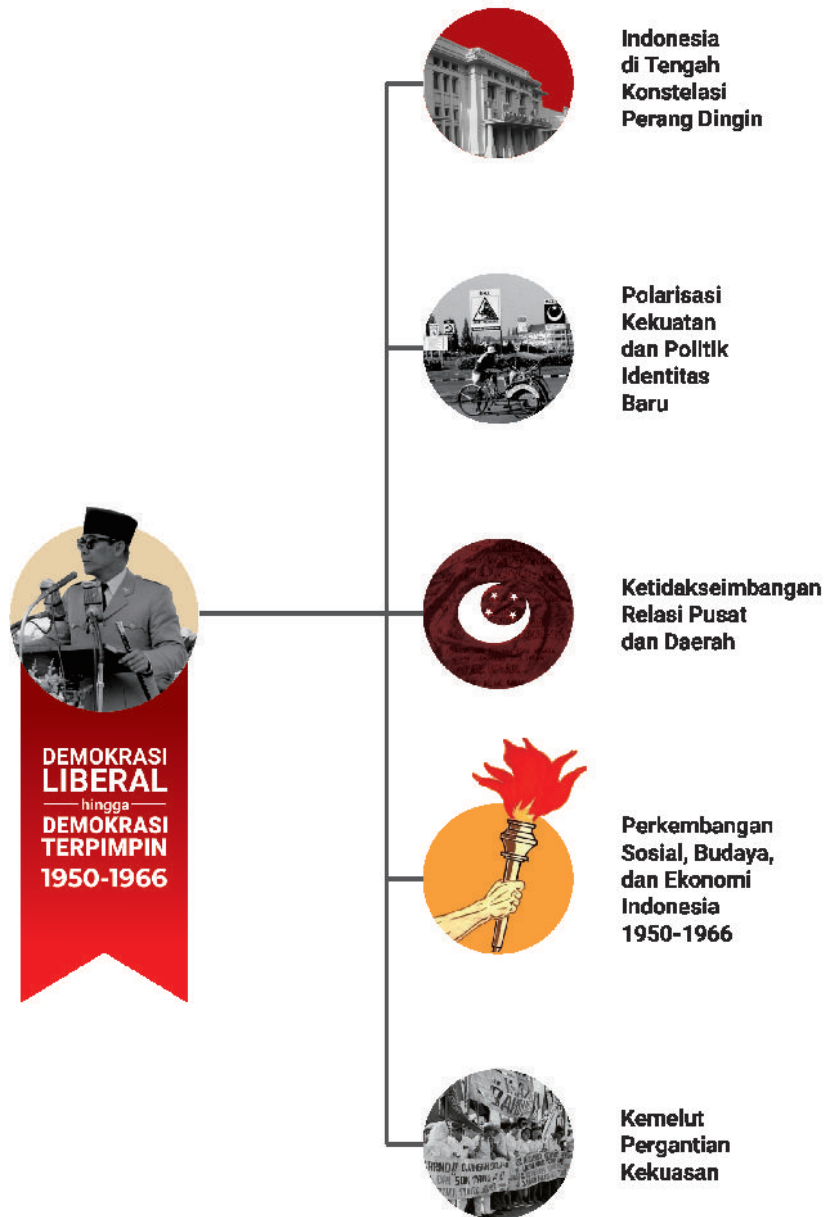 Indonesia
di Tengah
Konstelasi
Perang Dingin
Polarisasi
Kekuatan
dan Politik
Identitas
Baru
Ketidakseimbangan
Relasi Pusat
dan Daerah
DEMOKRASI
LIBERAL
hingga
DEMOKRASI
TERPIMPIN
1950-1966
Perkembangan
Sosial, Budaya,
dan Ekonomi
Indonesia
1950-1966
Kemelut
Pergantian
Kekuasan